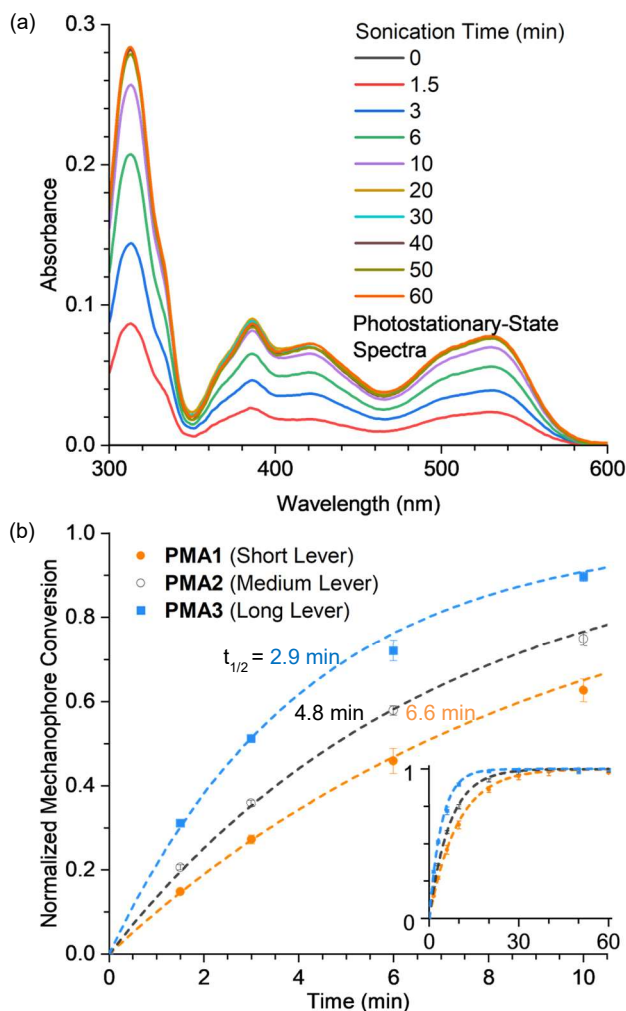 (a)
0.3
0.2
0.1
0.0
Absorbance
Sonication Time (min)
0
1.5
3
6
10
20
30
40
50
60
Photostationary-State
Spectra
300
400
500
600
Wavelength (nm)
(b)
1.0
0.8
0.6
0.4
0.2
0.0
Normalized Mechanophore Conversion
PMA1 (Short Lever)
PMA2 (Medium Lever)
PMA3 (Long Lever)
t1/2 = 2.9 min
4.8 min
6.6 min
1
0
0
30
60
0
2
4
6
8
10
Time (min)